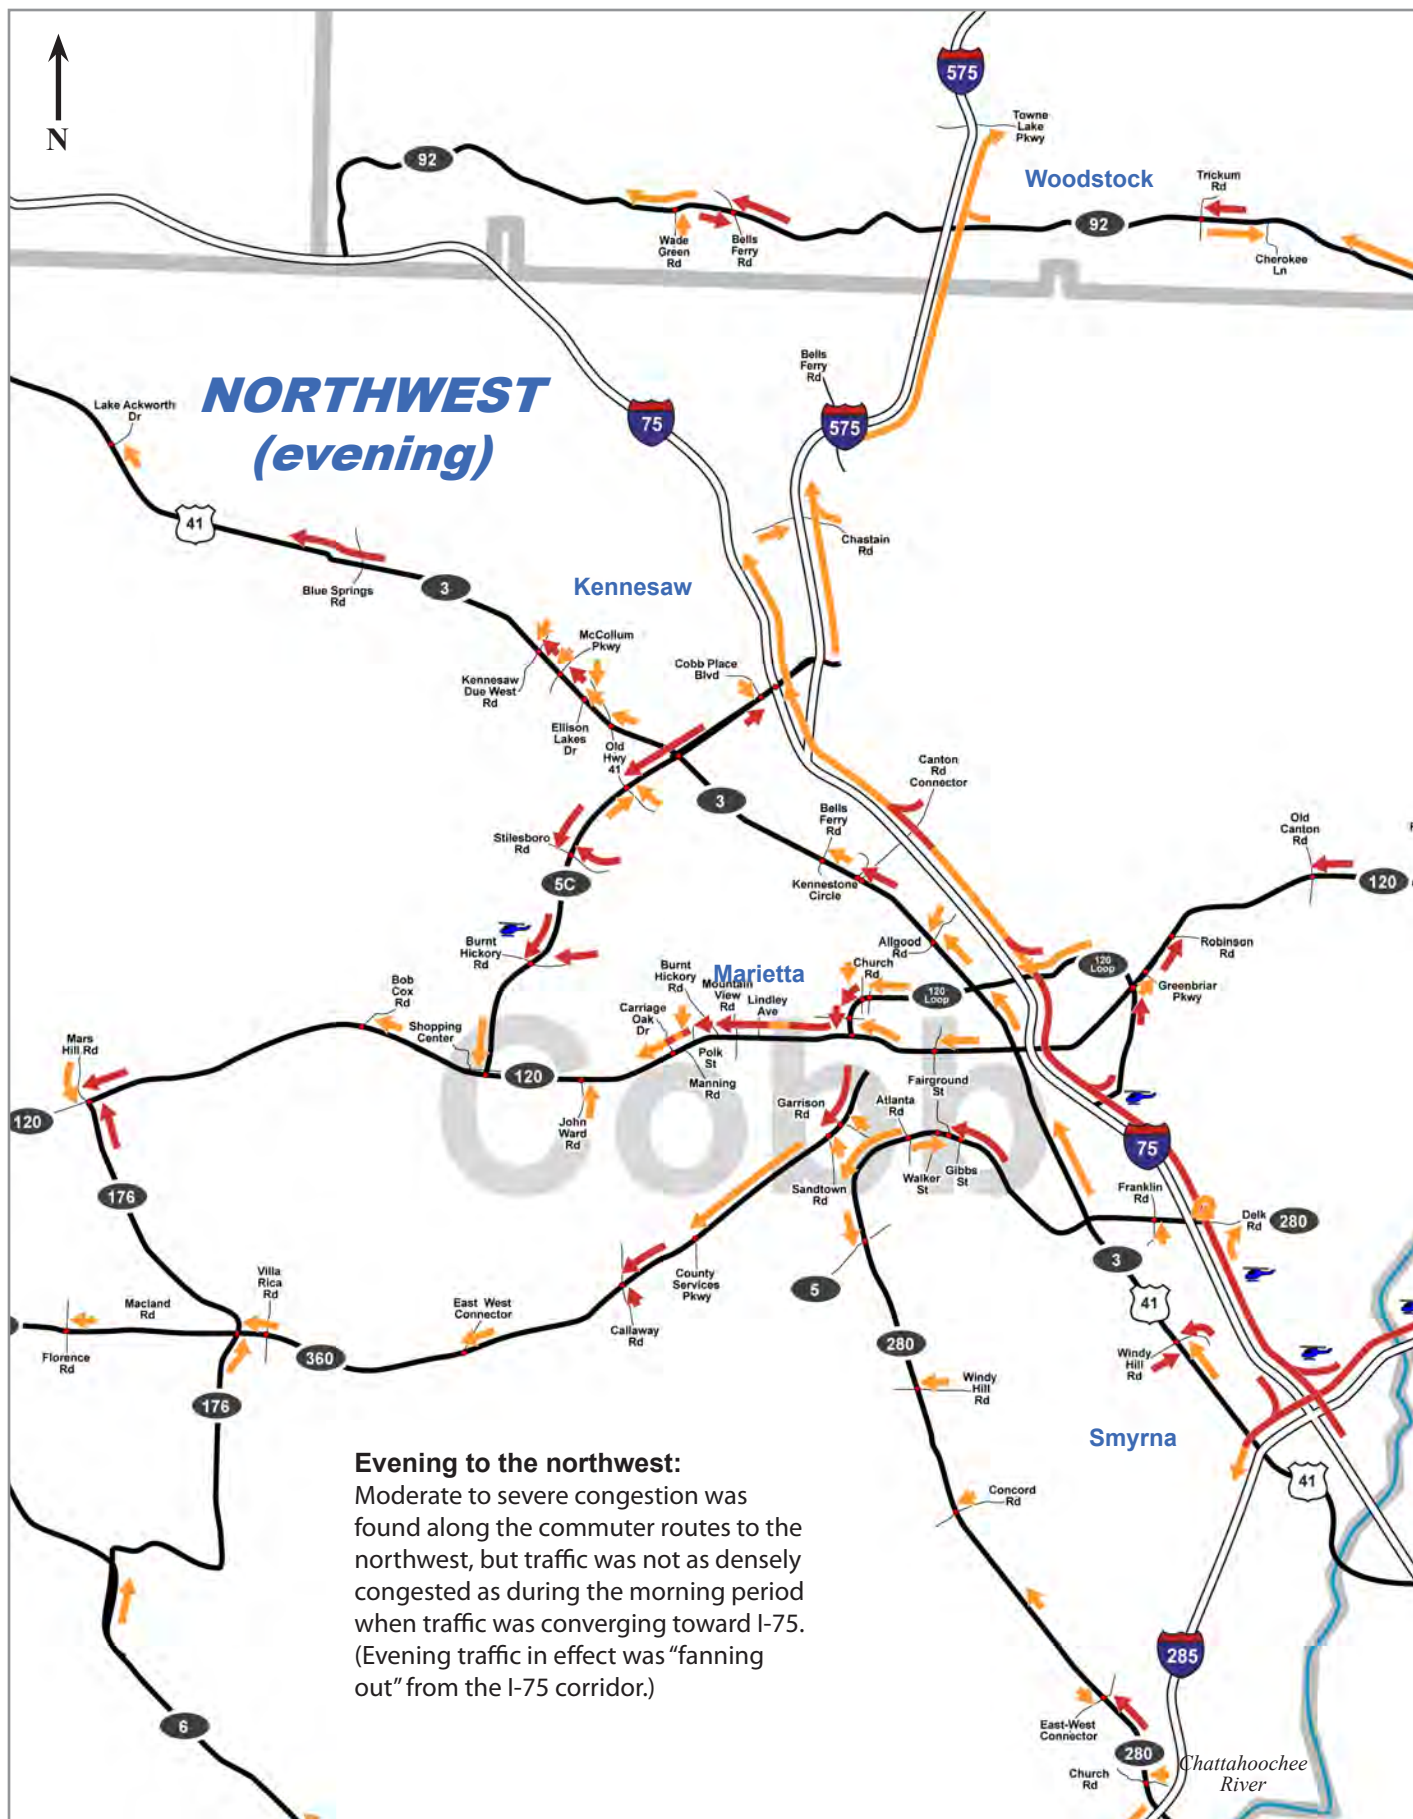 N
575
Towne
Lake
Pkwy
92
Woodstock
Trickum
Rd
92
Wade
Green
Rd
Bells
Ferry
Rd
Cherokee
Ln
Bells
Ferry
Rd
NORTHWEST
(evening)
Lake Ackworth
Dr
75
575
41
Chastain
Rd
Blue Springs
Rd
3
Kennesaw
McCollum
Pkwy
Cobb Place
Blvd
Kennesaw
Due West
Rd
Ellison
Lakes
Dr
Old
Hwy
41
Canton
Rd
Connector
3
Bells
Ferry
Rd
Old
Canton
Rd
Stilesboro
Rd
5C
Kennestone
Circle
120
Burnt
Hickory
Rd
Allgood
Rd
Robinson
Rd
Burnt
Hickory
Rd
Marietta
Church
Rd
120
Loop
Mountain
View
Rd
Lindley
Ave
120
Loop
Greenbriar
Pkwy
Bob
Cox
Rd
Carriage
Oak
Dr
Shopping
Center
Mars
Hill Rd
Polk
St
120
Manning
Rd
Fairground
St
Cobb
120
John
Ward
Rd
Garrison
Rd
Atlanta
Rd
75
176
Sandtown
Rd
Walker
St
Gibbs
St
Franklin
Rd
Delk
Rd
280
Villa
Rica
Rd
County
Services
Pkwy
5
3
Macland
Rd
East West
Connector
41
Florence
Rd
360
Callaway
Rd
280
Windy
Hill
Rd
Windy
Hill
Rd
176
Smyrna
Evening to the northwest:
Moderate to severe congestion was
found along the commuter routes to the
northwest, but traffic was not as densely
congested as during the morning period
when traffic was converging toward I-75.
(Evening traffic in effect was “fanning
out” from the I-75 corridor.)
41
Concord
Rd
285
6
East-West
Connector
280
Church
Rd
Chattahoochee
River